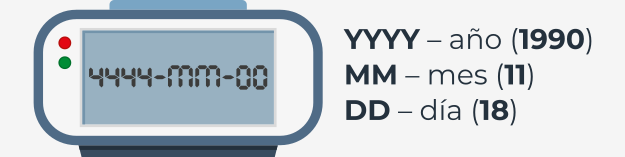 YYYY-MM-DD
YYYY – año (1990)
MM – mes (11)
DD – día (18)